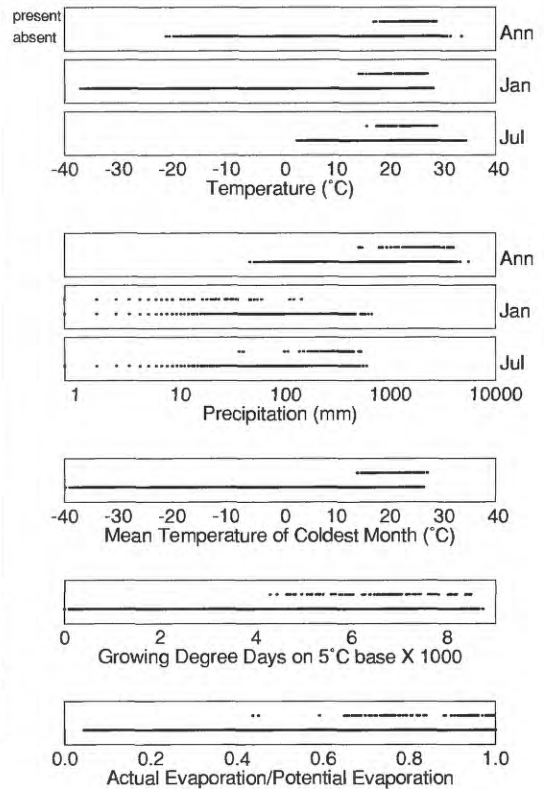 present
absent
Ann
Jan
Jul
-40 -30 -20 -10 0 10 20 30 40
Temperature (°C)
Ann
Jan
Jul
1 10 100 1000 10000
Precipitation (mm)
-40 -30 -20 -10 0 10 20 30 40
Mean Temperature of Coldest Month (°C)
0 2 4 6 8
Growing Degree Days on 5°C base X 1000
0.0 0.2 0.4 0.6 0.8 1.0
Actual Evaporation/Potential Evaporation